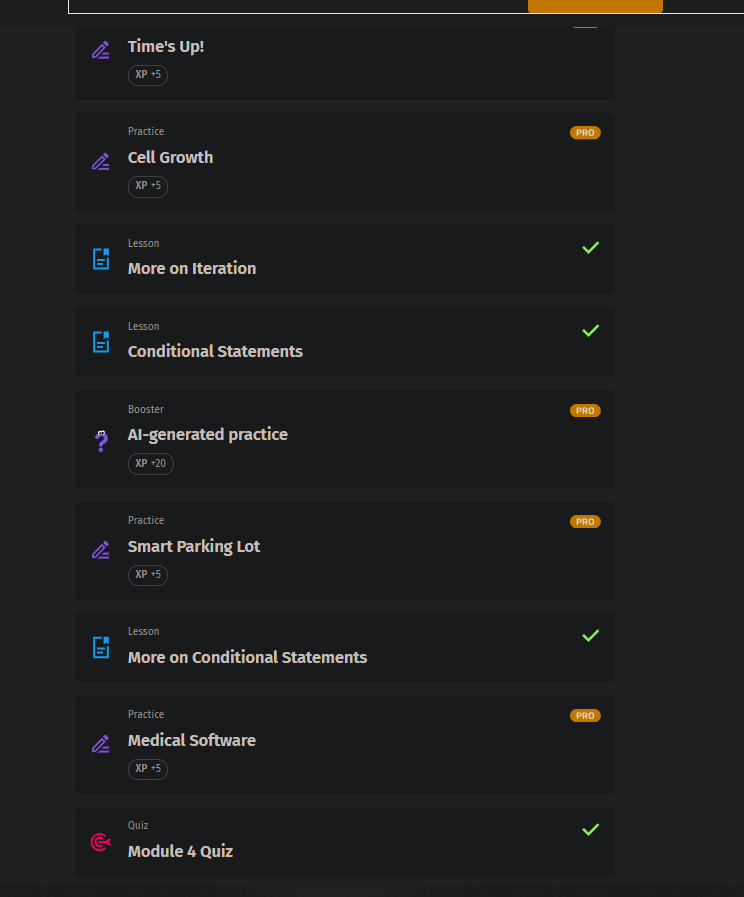 Time's Up!
XP +5
Practice
PRO
Cell Growth
XP +5
Lesson
More on Iteration
Lesson
Conditional Statements
Booster
PRO
AI-generated practice
XP +20
Practice
PRO
Smart Parking Lot
XP +5
Lesson
More on Conditional Statements
Practice
PRO
Medical Software
XP +5
Quiz
Module 4 Quiz